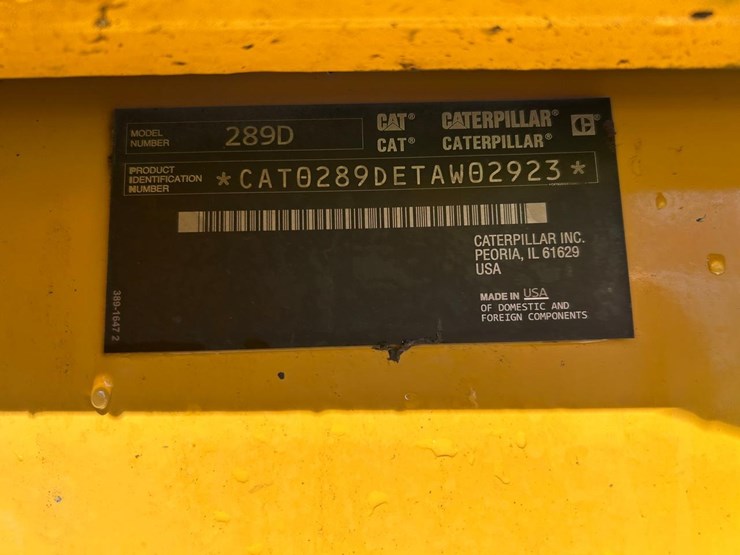 MODEL NUMBER 289D
CAT® CATERPILLAR®
CAT® CATERPILLAR®
PRODUCT IDENTIFICATION NUMBER *CAT0289DETAW02923*
CATERPILLAR INC.
PEORIA, IL 61629
USA
MADE IN USA
OF DOMESTIC AND
FOREIGN COMPONENTS
389-1647 2